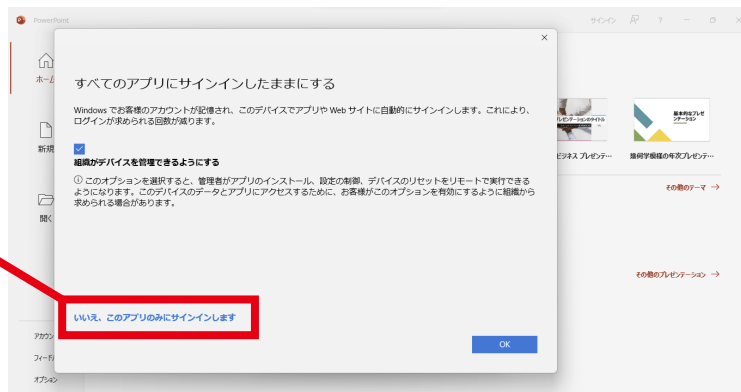 PowerPoint
サインイン
?
すべてのアプリにサインインしたままにする
Windows でお客様のアカウントが記憶され、このデバイスでアプリや Web サイトに自動的にサインインします。これにより、
ログインが求められる回数が減ります。
組織がデバイスを管理できるようにする
このオプションを選択すると、管理者がアプリのインストール、設定の制御、デバイスのリセットをリモートで実行できる
ようになります。このデバイスのデータとアプリにアクセスするために、お客様がこのオプションを有効にするように組織から
求められる場合があります。
いいえ、このアプリのみにサインインします
OK
ホーム
新規
開く
アカウン
フィードバ
オプション
基本的なプレゼ
ンテーション
ビジネス プレゼンテ…
幾何学模様の年次プレゼンテ…
その他のテーマ →
その他のプレゼンテーション →